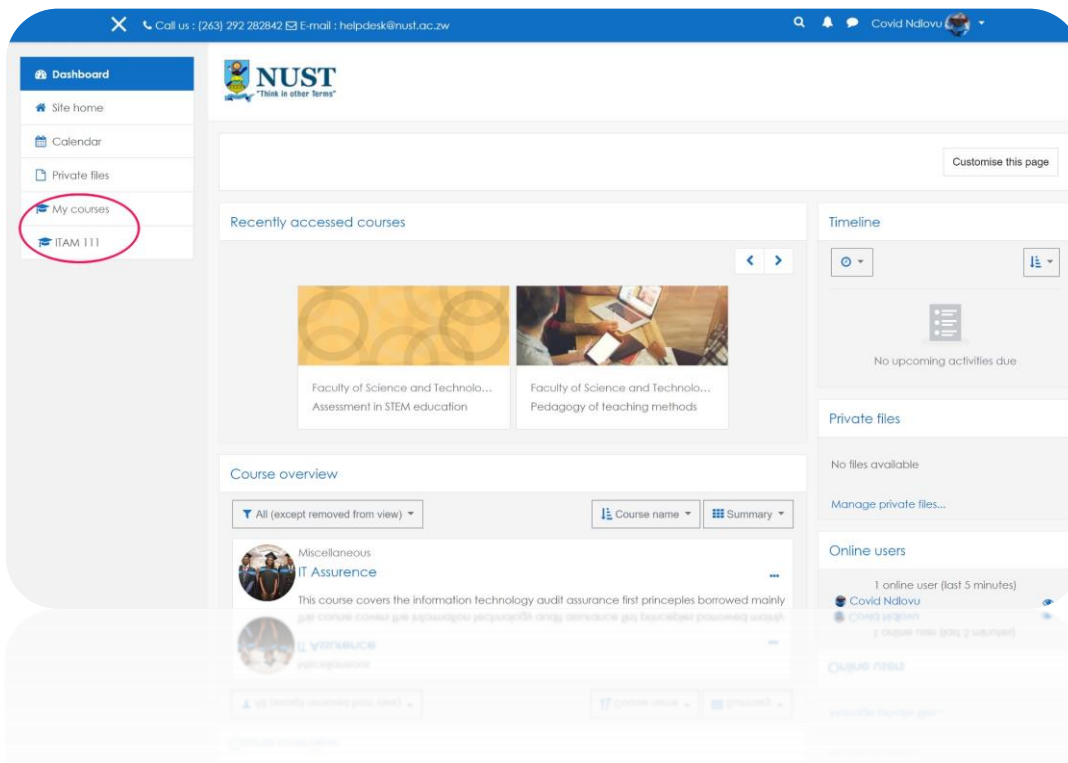 Call us : (263) 292 282842 E-mail : helpdesk@nust.ac.zw
Covid Ndlovu
Dashboard
Site home
Calendar
Private files
My courses
ITAM 111
NUST
"Think in other Terms"
Customise this page
Recently accessed courses
Faculty of Science and Technolo...
Assessment in STEM education
Faculty of Science and Technolo...
Pedagogy of teaching methods
Course overview
All (except removed from view)
Course name
Summary
Miscellaneous
IT Assurence
This course covers the information technology audit assurance first princeples borrowed mainly
Timeline
No upcoming activities due
Private files
No files available
Manage private files...
Online users
1 online user (last 5 minutes)
Covid Ndlovu